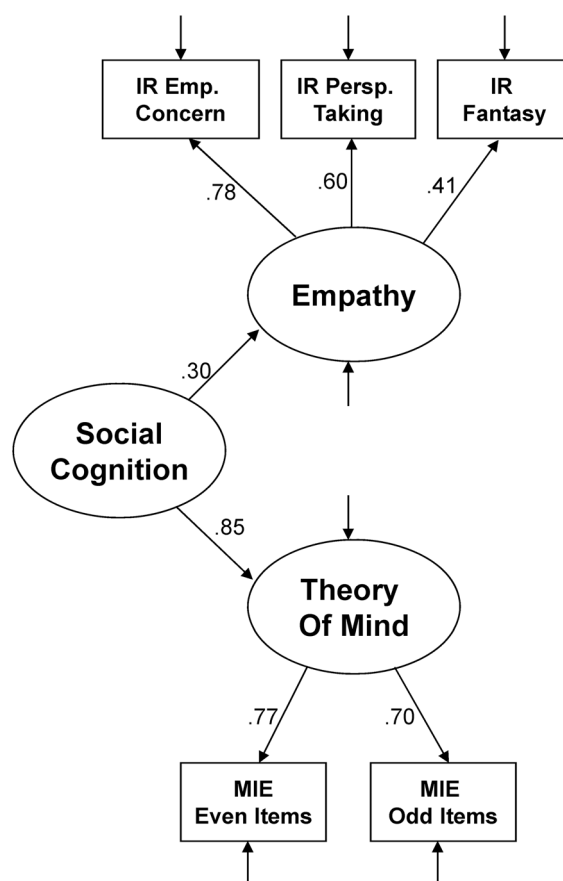 IR Emp.
Concern
IR Persp.
Taking
IR
Fantasy
.78
.60
.41
Empathy
.30
Social
Cognition
.85
Theory
Of Mind
.77
.70
MIE
Even Items
MIE
Odd Items